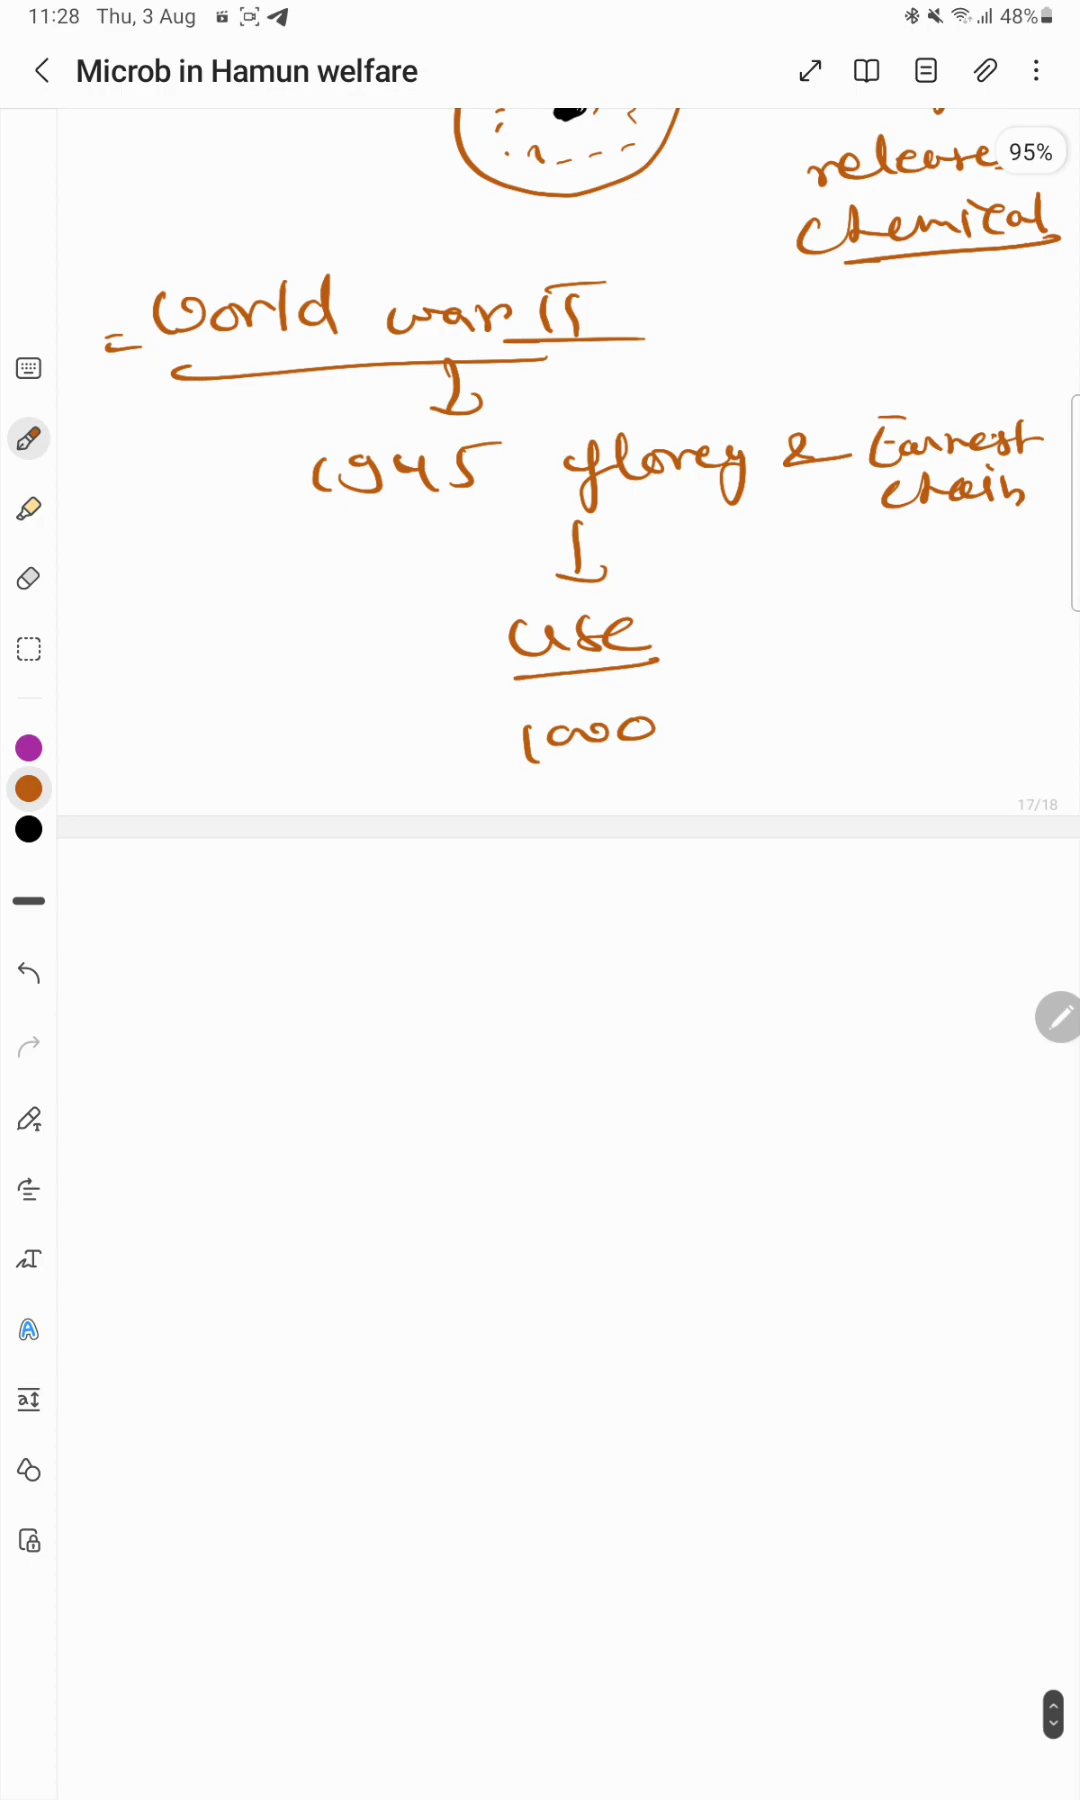 11:28 Thu, 3 Aug 48%
Microb in Hamun welfare
release
95%
chemical
= World war II
1945 florey & Earnest
chain
use
1000
17/18